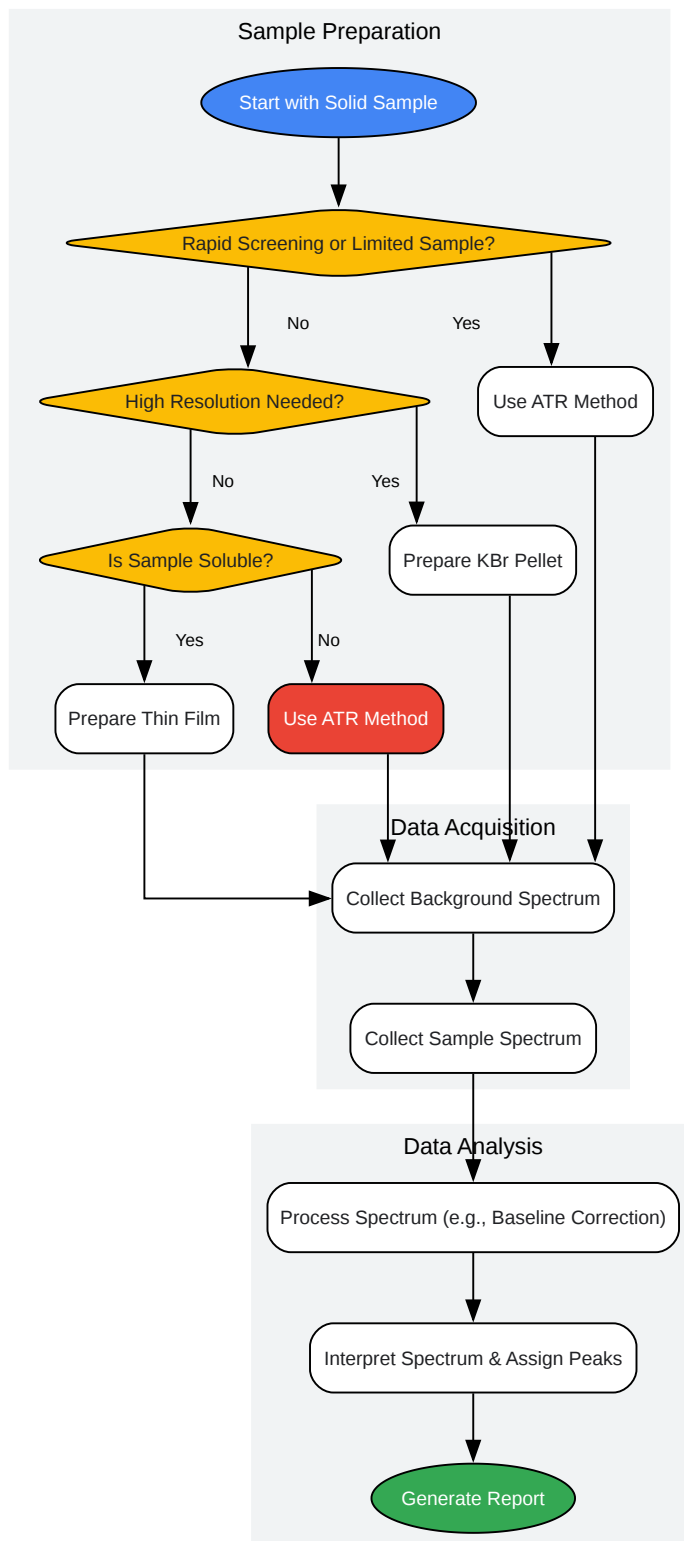 Sample Preparation
Start with Solid Sample
Rapid Screening or Limited Sample?
No
Yes
High Resolution Needed?
Use ATR Method
No
Yes
Is Sample Soluble?
Prepare KBr Pellet
Yes
No
Prepare Thin Film
Use ATR Method
Data Acquisition
Collect Background Spectrum
Collect Sample Spectrum
Data Analysis
Process Spectrum (e.g., Baseline Correction)
Interpret Spectrum & Assign Peaks
Generate Report